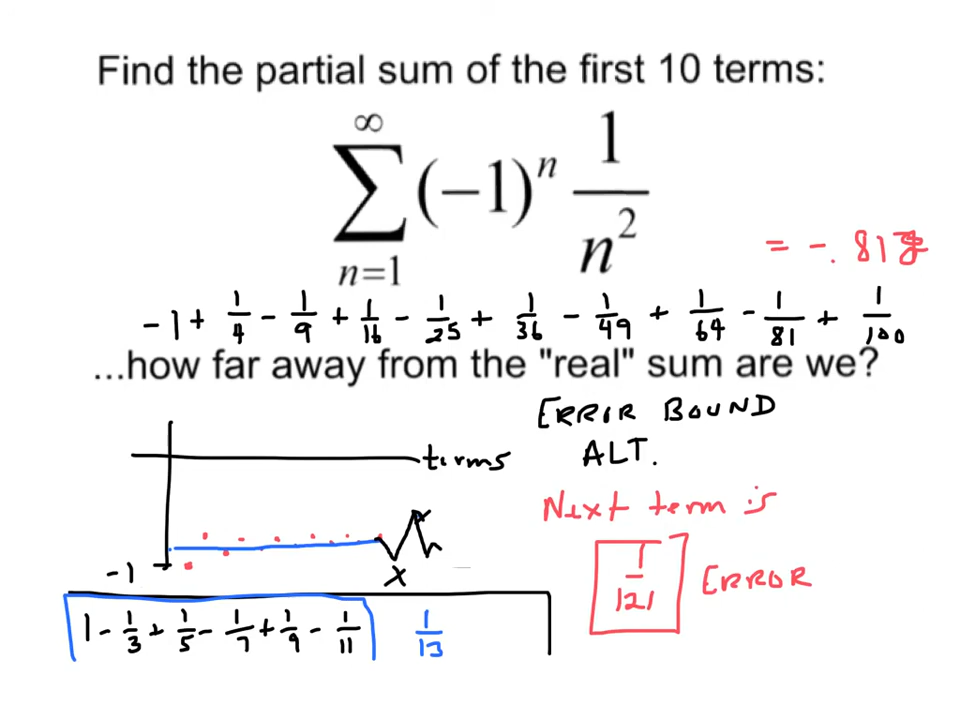 Find the partial sum of the first 10 terms:
∞
∑ (−1)ⁿ 1/n²
n=1
= -.818
-1 + 1/4 - 1/9 + 1/16 - 1/25 + 1/36 - 1/49 + 1/64 - 1/81 + 1/100
...how far away from the "real" sum are we?
ERROR BOUND
ALT.
terms
Next term is
1/121 ERROR
-1
x
x
1 - 1/3 + 1/5 - 1/7 + 1/9 - 1/11 1/13